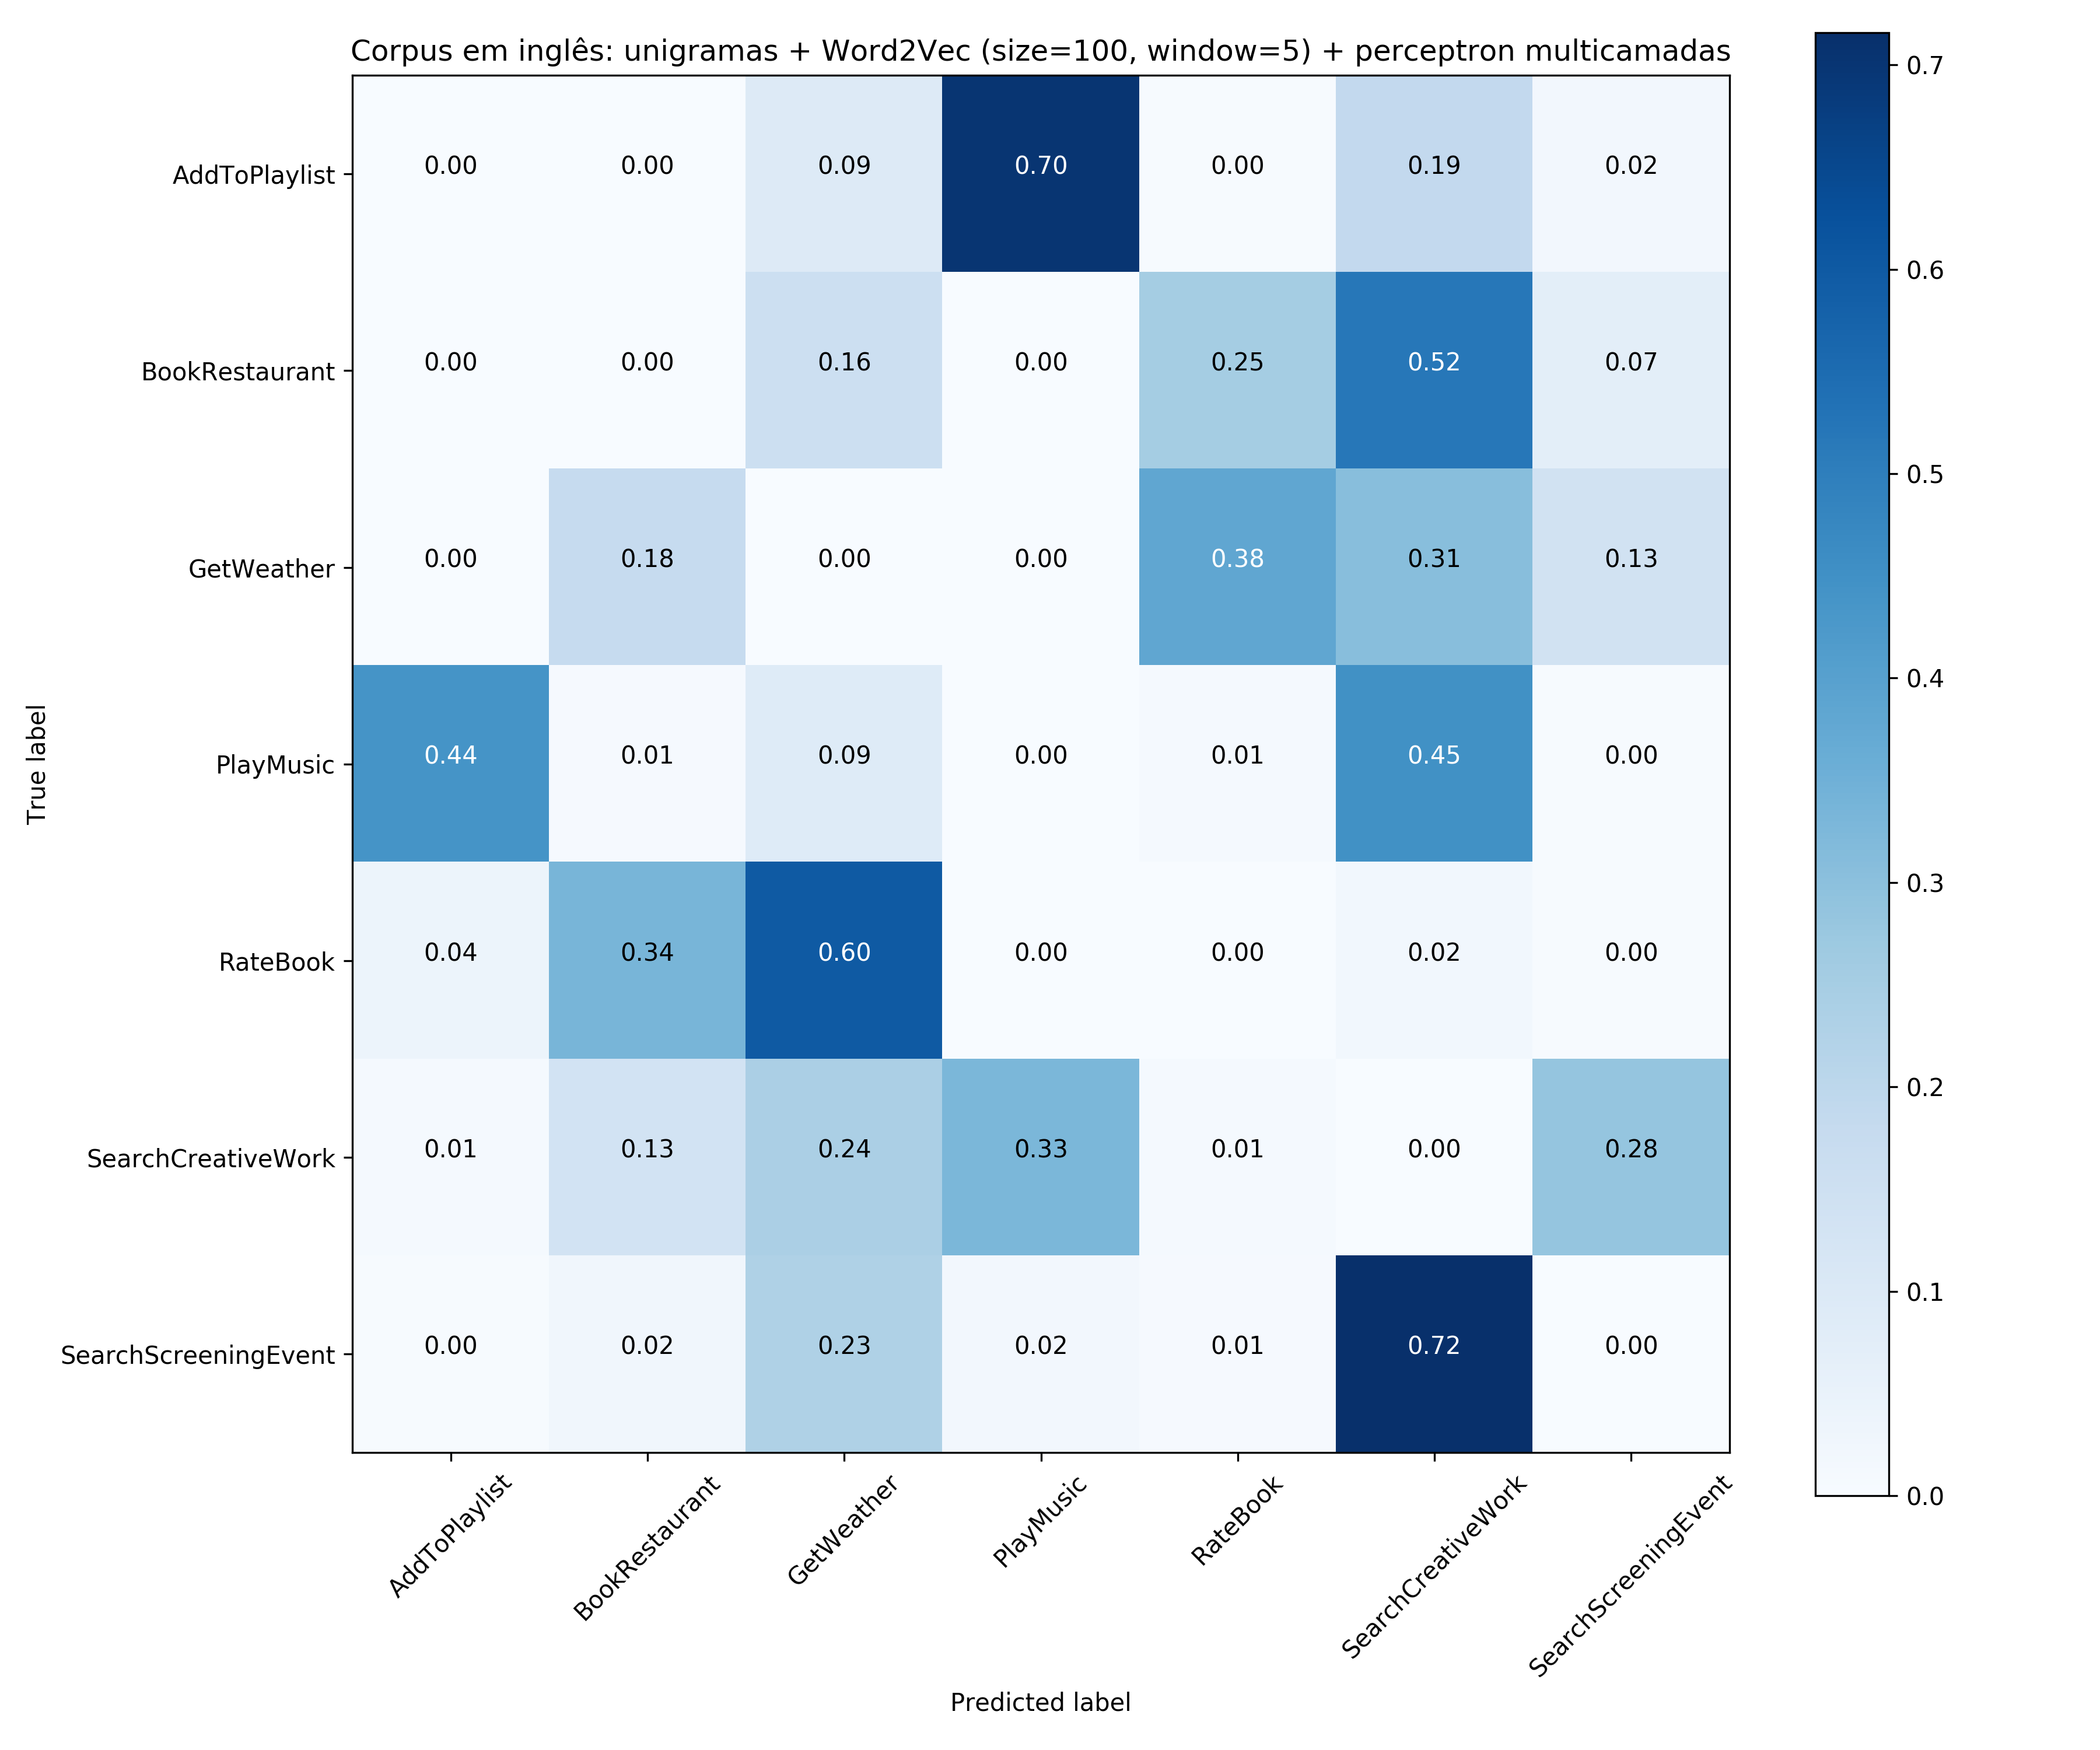 Corpus em inglês: unigramas + Word2Vec (size=100, window=5) + perceptron multicamadas
AddToPlaylist 0.00 0.00 0.09 0.70 0.00 0.19 0.02
BookRestaurant 0.00 0.00 0.16 0.00 0.25 0.52 0.07
GetWeather 0.00 0.18 0.00 0.00 0.38 0.31 0.13
PlayMusic 0.44 0.01 0.09 0.00 0.01 0.45 0.00
RateBook 0.04 0.34 0.60 0.00 0.00 0.02 0.00
SearchCreativeWork 0.01 0.13 0.24 0.33 0.01 0.00 0.28
SearchScreeningEvent 0.00 0.02 0.23 0.02 0.01 0.72 0.00
True label
AddToPlaylist BookRestaurant GetWeather PlayMusic RateBook SearchCreativeWork SearchScreeningEvent
Predicted label
0.7
0.6
0.5
0.4
0.3
0.2
0.1
0.0